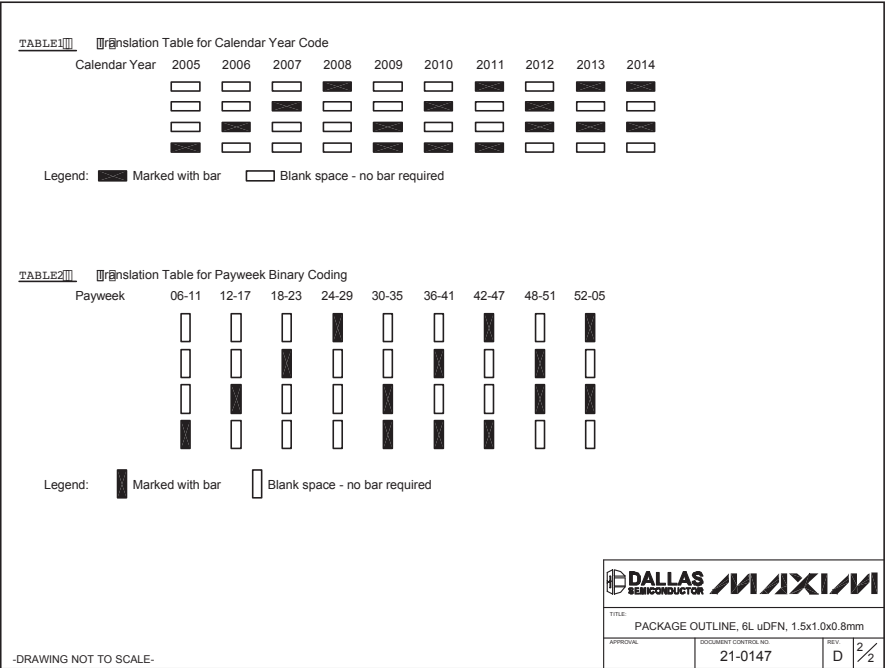 TABLE1 Translation Table for Calendar Year Code
Calendar Year 2005 2006 2007 2008 2009 2010 2011 2012 2013 2014
Legend: Marked with bar Blank space - no bar required
TABLE2 Translation Table for Payweek Binary Coding
Payweek 06-11 12-17 18-23 24-29 30-35 36-41 42-47 48-51 52-05
Legend: Marked with bar Blank space - no bar required
DALLAS
SEMICONDUCTOR
MAXIM
TITLE:
PACKAGE OUTLINE, 6L uDFN, 1.5x1.0x0.8mm
APPROVAL DOCUMENT CONTROL NO. REV.
21-0147 D 2/2
-DRAWING NOT TO SCALE-